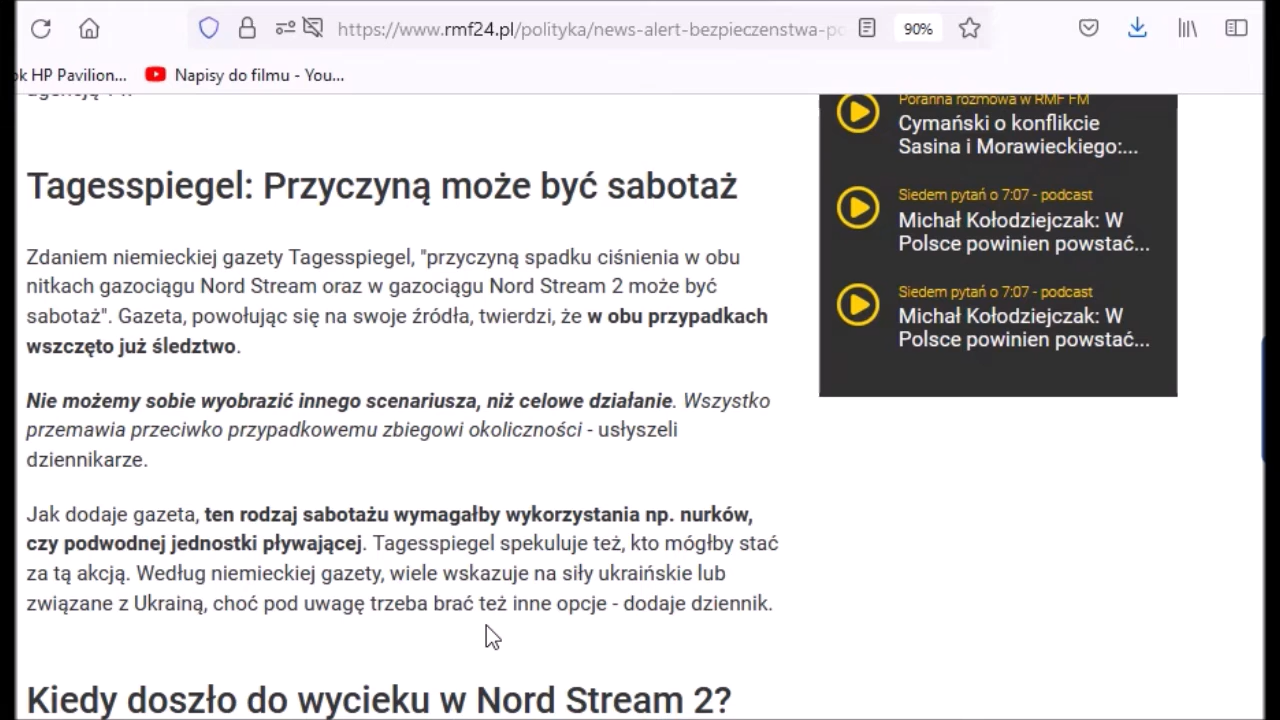 https://www.rmf24.pl/polityka/news-alert-bezpieczenstwa-po
90%
ok HP Pavilion...
Napisy do filmu - You...
Poranna rozmowa w RMF FM
Cymański o konflikcie
Sasina i Morawieckiego:...
Siedem pytań o 7:07 - podcast
Michał Kołodziejczak: W
Polsce powinien powstać...
Siedem pytań o 7:07 - podcast
Michał Kołodziejczak: W
Polsce powinien powstać...
Tagesspiegel: Przyczyną może być sabotaż
Zdaniem niemieckiej gazety Tagesspiegel, "przyczyną spadku ciśnienia w obu
nitkach gazociągu Nord Stream oraz w gazociągu Nord Stream 2 może być
sabotaż". Gazeta, powołując się na swoje źródła, twierdzi, że w obu przypadkach
wszczęto już śledztwo.
Nie możemy sobie wyobrazić innego scenariusza, niż celowe działanie. Wszystko
przemawia przeciwko przypadkowemu zbiegowi okoliczności - usłyszeli
dziennikarze.
Jak dodaje gazeta, ten rodzaj sabotażu wymagałby wykorzystania np. nurków,
czy podwodnej jednostki pływającej. Tagesspiegel spekuluje też, kto mógłby stać
za tą akcją. Według niemieckiej gazety, wiele wskazuje na siły ukraińskie lub
związane z Ukrainą, choć pod uwagę trzeba brać też inne opcje - dodaje dziennik.
Kiedy doszło do wycieku w Nord Stream 2?